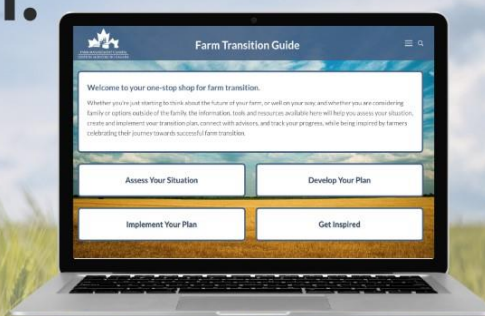 Farm Transition Guide
FARM MANAGEMENT CANADA
Welcome to your one-stop shop for farm transition.
Whether you're just starting to think about the future of your farm, or well on your way and whether you are considering
family or options outside of the family, the information, tools and resources available here will help you assess your situation,
create and implement your transition plan, connect with advisors, and track your progress, while being inspired by farmers
celebrating their journey towards successful farm transition.
Assess Your Situation
Develop Your Plan
Implement Your Plan
Get Inspired